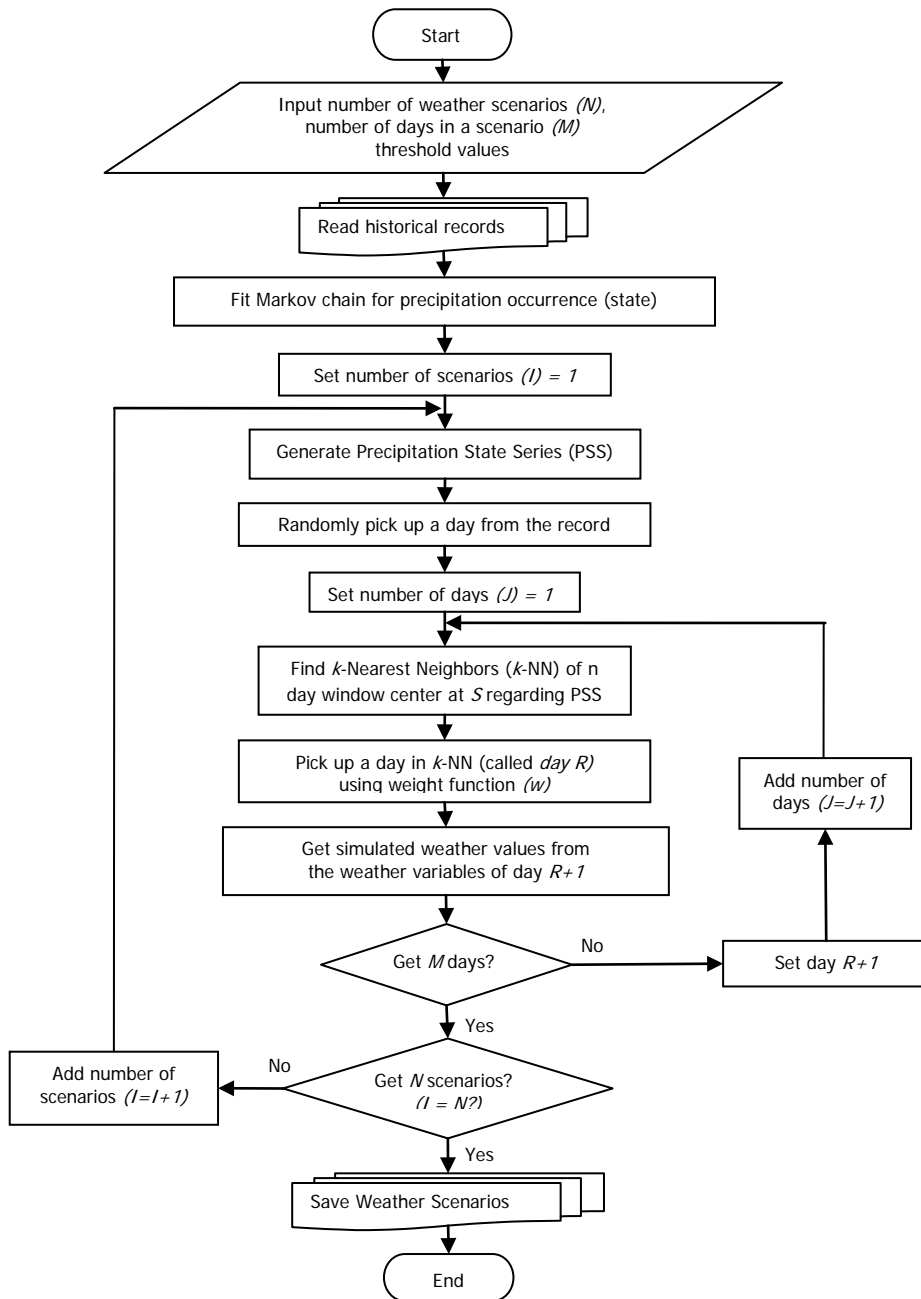 Start
Input number of weather scenarios (N),
number of days in a scenario (M)
threshold values
Read historical records
Fit Markov chain for precipitation occurrence (state)
Set number of scenarios (I) = 1
Generate Precipitation State Series (PSS)
Randomly pick up a day from the record
Set number of days (J) = 1
Find k-Nearest Neighbors (k-NN) of n
day window center at S regarding PSS
Pick up a day in k-NN (called day R)
using weight function (w)
Add number of
days (J=J+1)
Get simulated weather values from
the weather variables of day R+1
Get M days?
No
Set day R+1
Yes
Add number of
scenarios (I=I+1)
No
Get N scenarios?
(I = N?)
Yes
Save Weather Scenarios
End